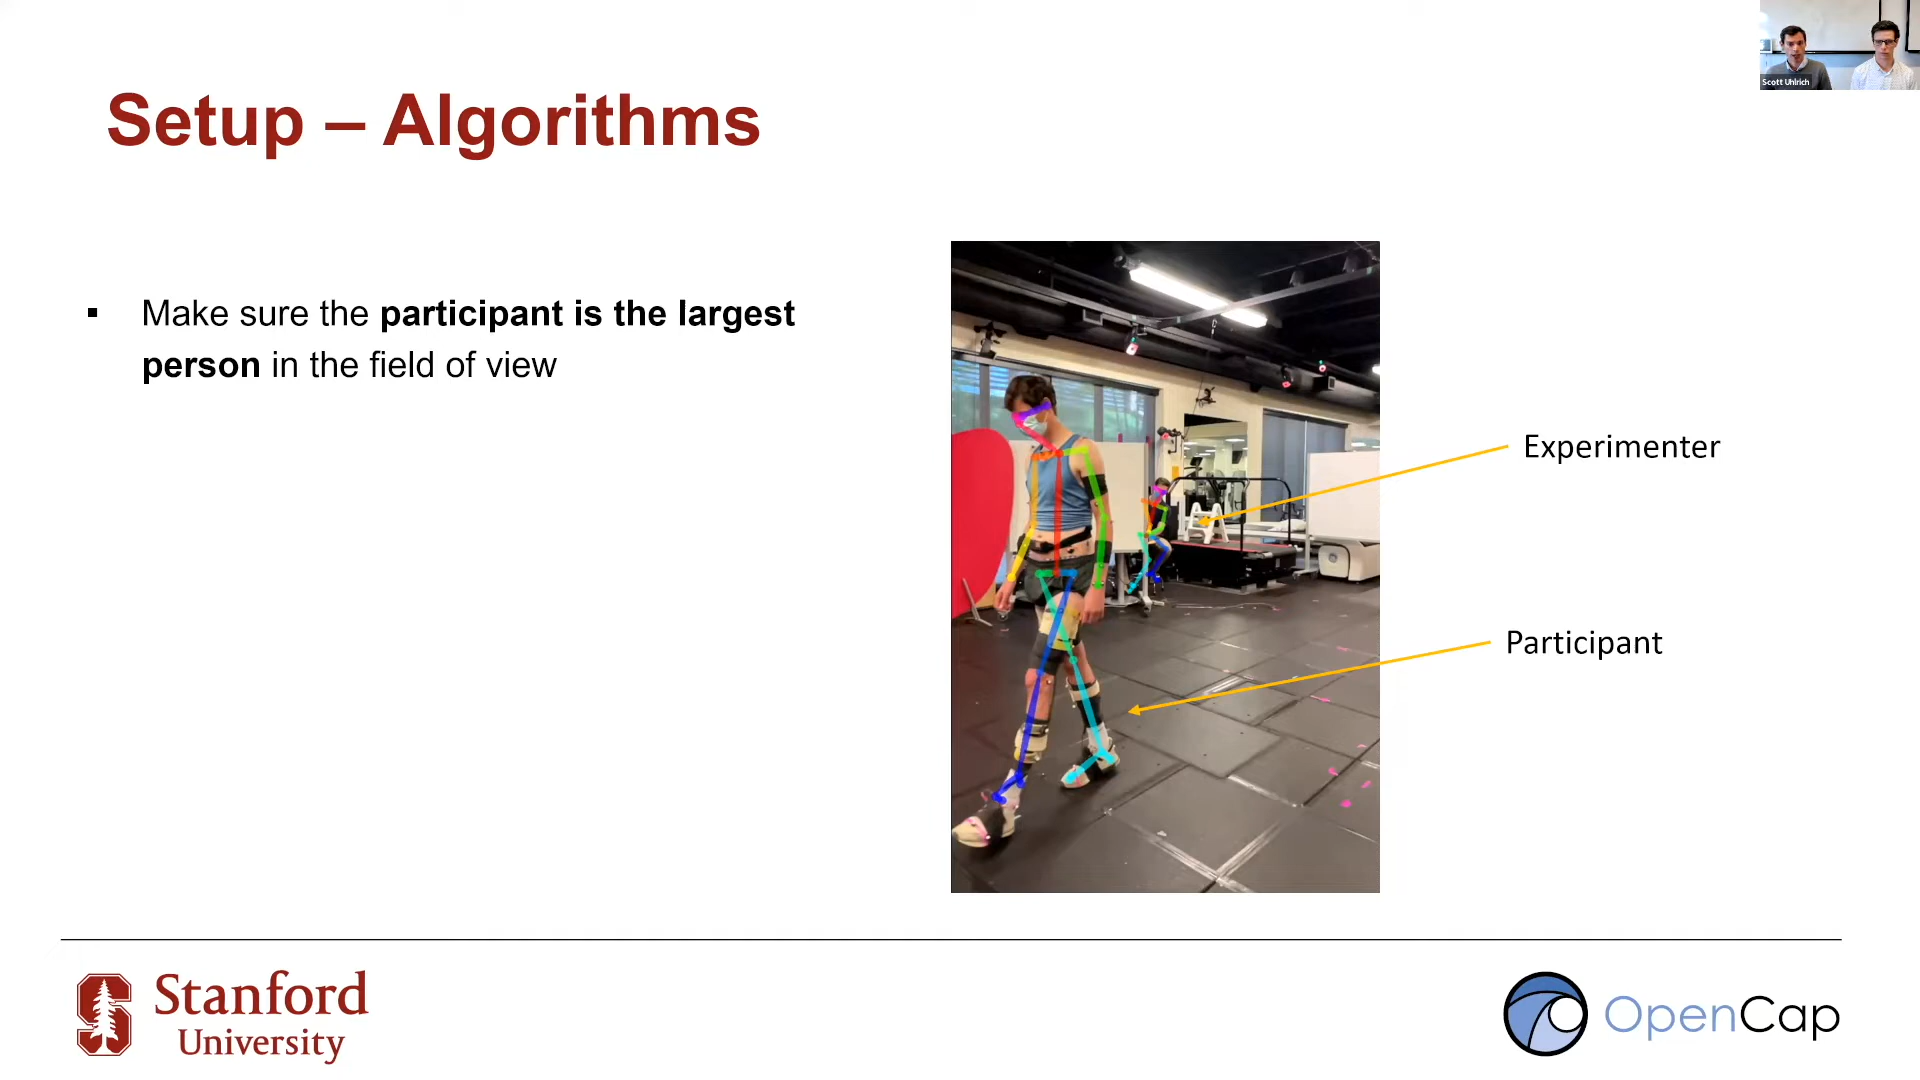 Scott Uhlrich
Setup – Algorithms
▪ Make sure the participant is the largest
person in the field of view
Experimenter
Participant
Stanford
University
OpenCap